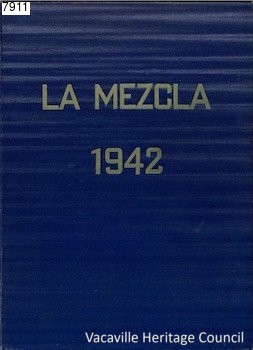 7911
LA MEZCLA
1942
Vacaville Heritage Council